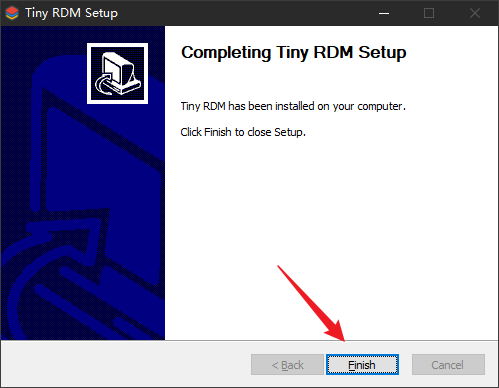 Tiny RDM Setup
Completing Tiny RDM Setup
Tiny RDM has been installed on your computer.
Click Finish to close Setup.
< Back
Finish
Cancel